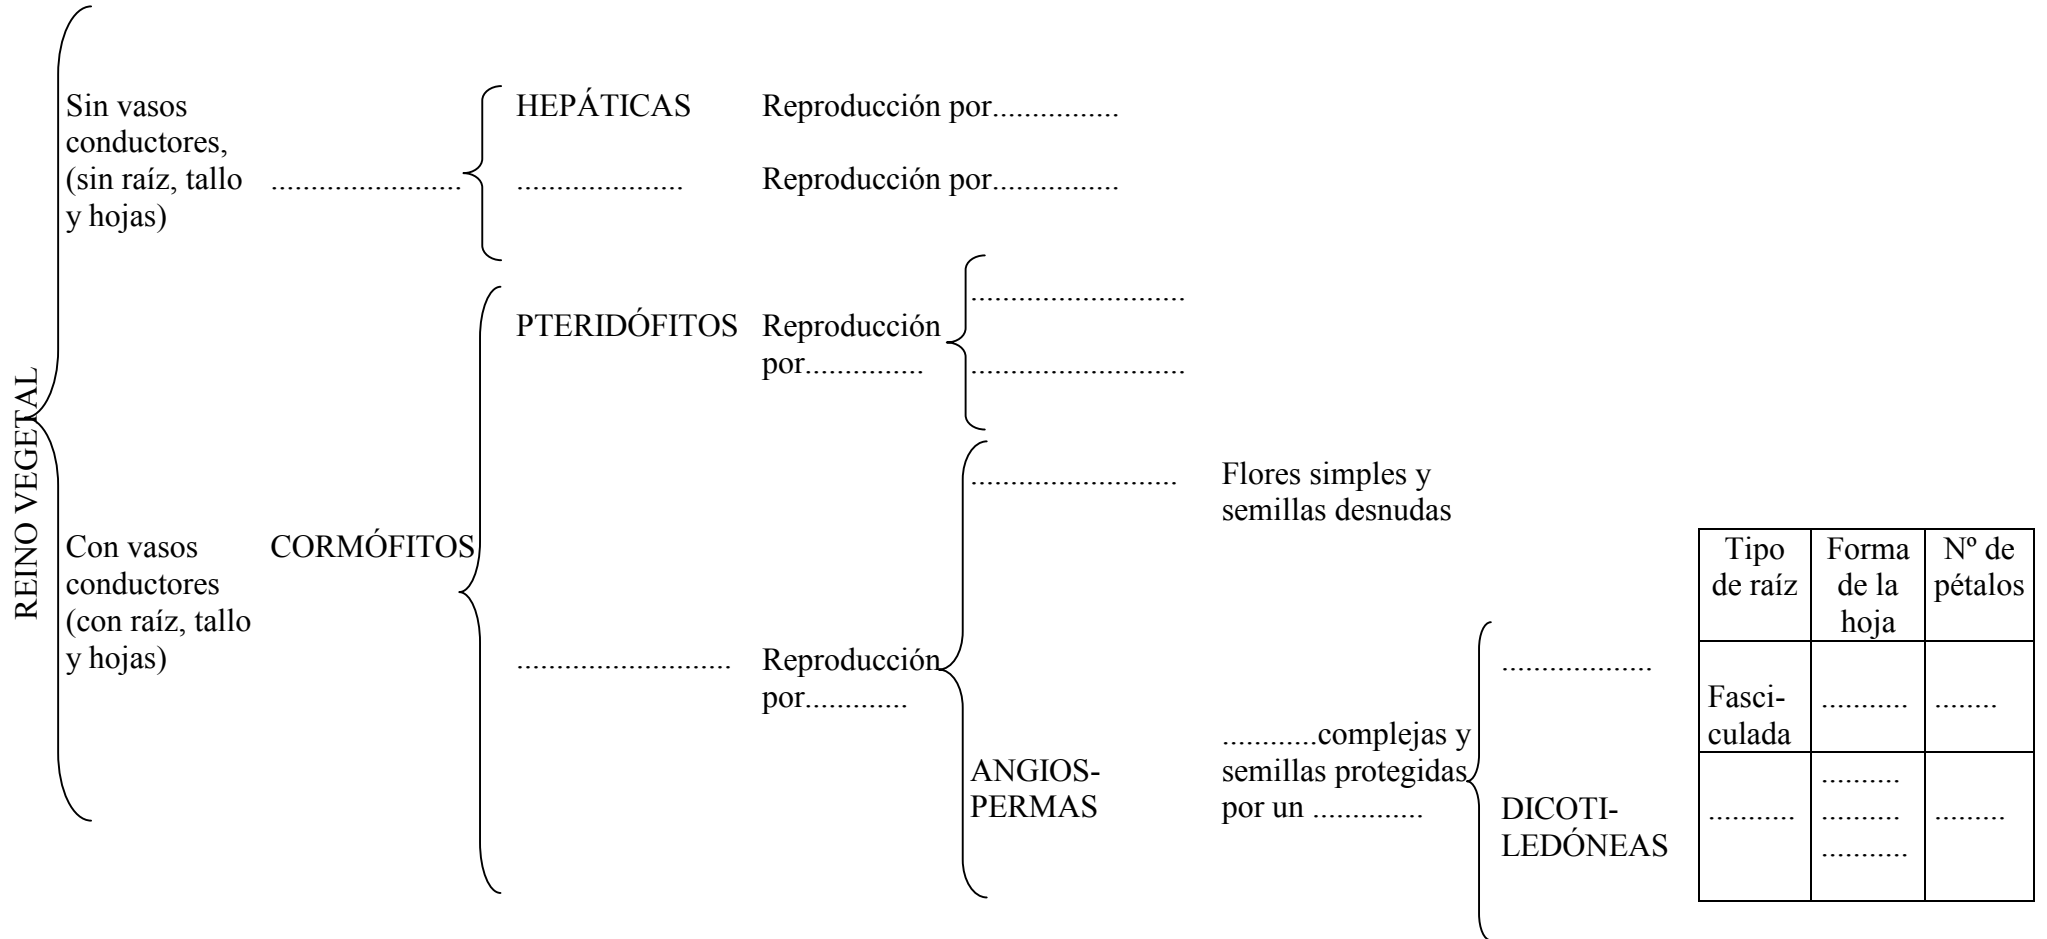 REINO VEGETAL
Sin vasos
conductores,
(sin raíz, tallo
y hojas)
........................
HEPÁTICAS
Reproducción por................
.....................
Reproducción por................
Con vasos
conductores
(con raíz, tallo
y hojas)
CORMÓFITOS
PTERIDÓFITOS
Reproducción
por...............
...........................
...........................
...........................
Reproducción
por.............
..........................
Flores simples y
semillas desnudas
ANGIOS-
PERMAS
............complejas y
semillas protegidas
por un ..............
...................
DICOTI-
LEDÓNEAS
Tipo
de raíz
Forma
de la
hoja
Nº de
pétalos
Fasci-
culada
...........
........
...........
..........
..........
...........
.........